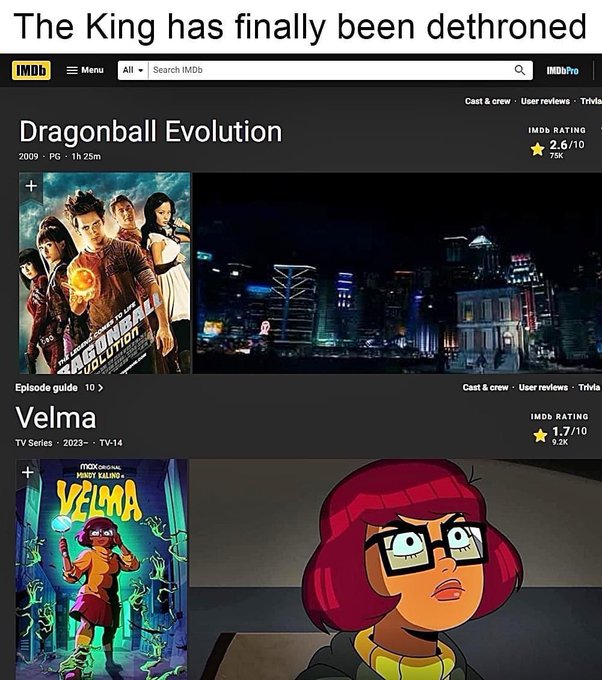 The King has finally been dethroned
IMDb Menu All Search IMDb IMDbPro
Cast & crew · User reviews · Trivia
Dragonball Evolution
IMDb RATING
2009 · PG · 1h 25m
2.6/10
75K
THE LEGEND COMES TO LIFE
DRAGONBALL
EVOLUTION
Episode guide 10
Cast & crew · User reviews · Trivia
Velma
IMDb RATING
TV Series · 2023– · TV-14
1.7/10
9.2K
max ORIGINAL
MINDY KALING
VELMA